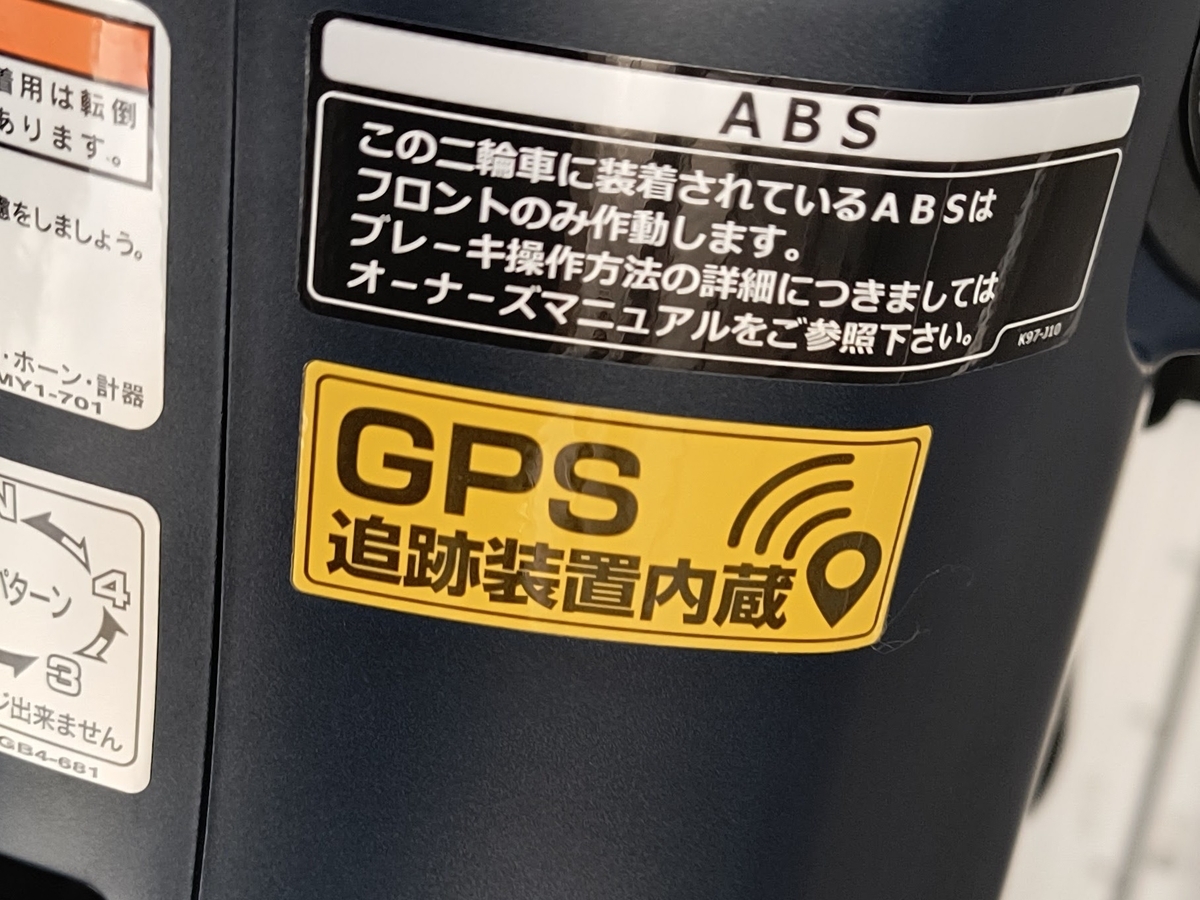 着用は転倒
あります。
慮をしましょう。
・ホーン・計器
MY1-701
N
4
パターン
3
ジ出来ません
GB4-681
ABS
この二輪車に装着されているABSは
フロントのみ作動します。
ブレーキ操作方法の詳細につきましては
オーナーズマニュアルをご参照下さい。
K97-J10
GPS
追跡装置内蔵